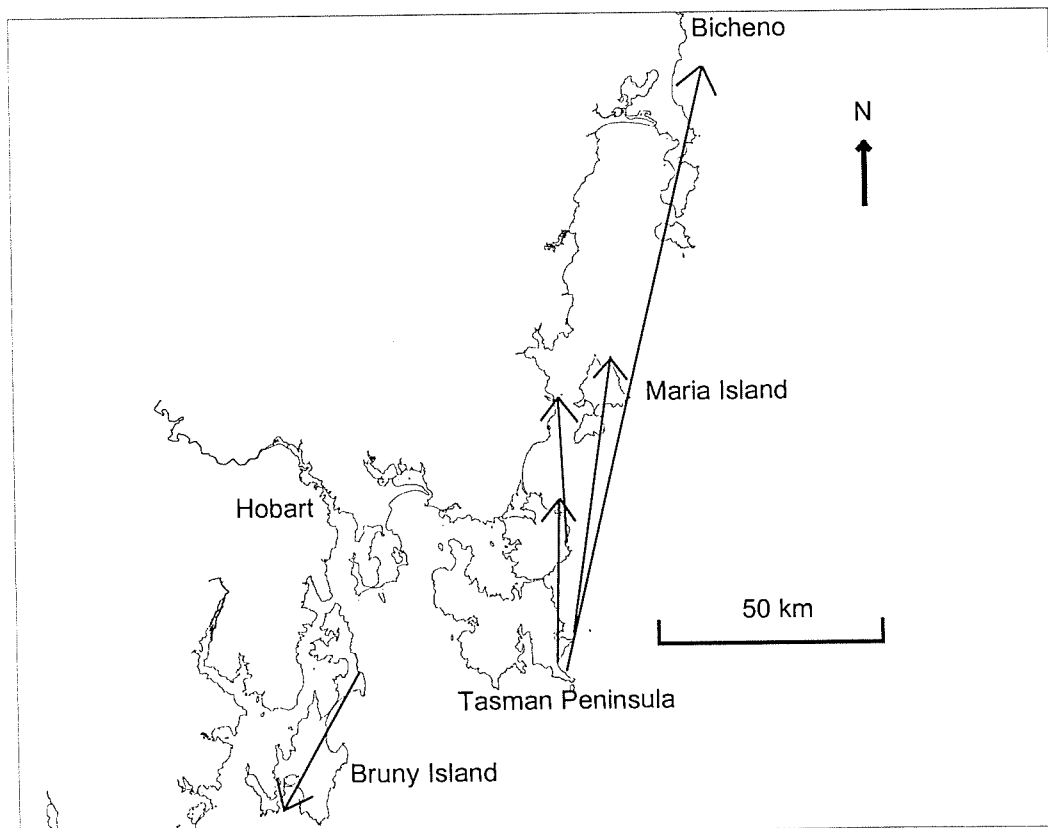 Bicheno
N
Maria Island
Hobart
50 km
Tasman Peninsula
Bruny Island